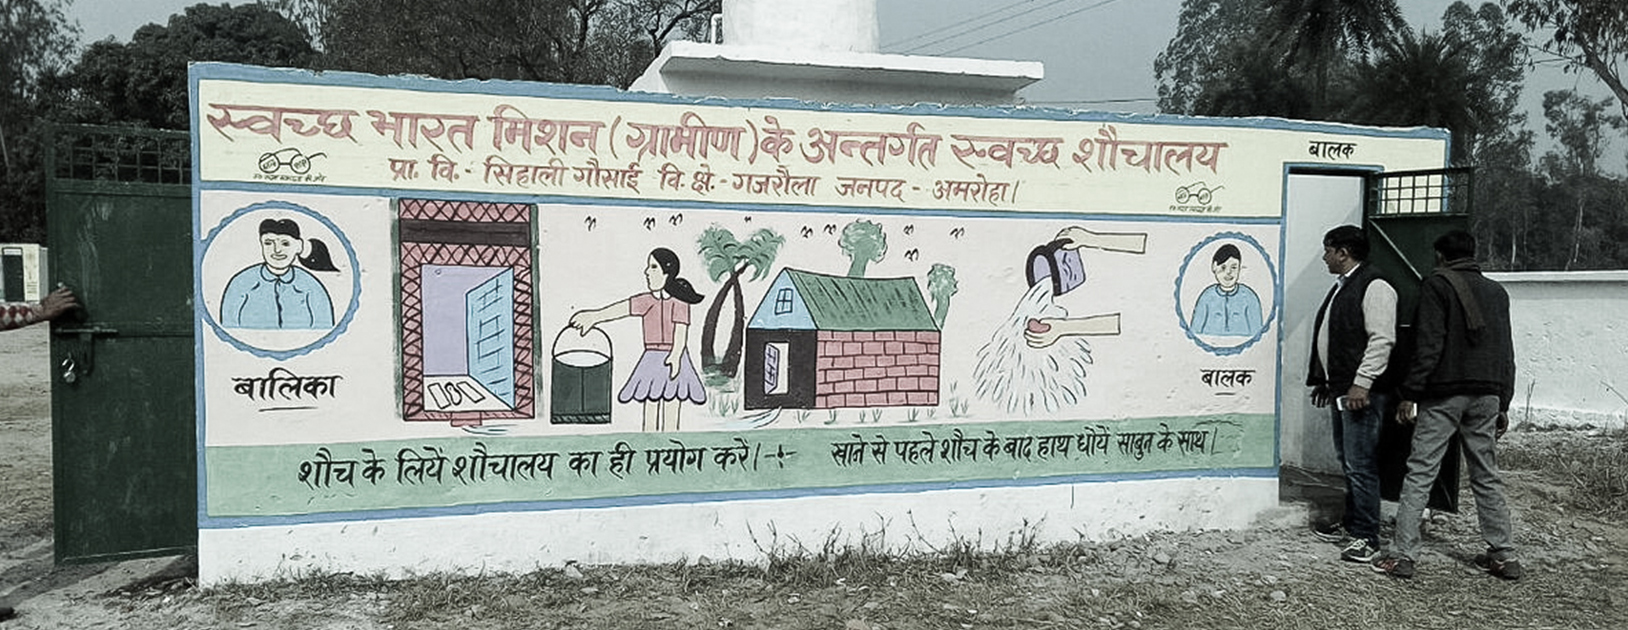 स्वच्छ भारत मिशन (ग्रामीण) के अन्तर्गत स्वच्छ शौचालय
प्रा. वि.- सिहाली गौसाई वि. क्षे.- गजरौला जनपद - अमरोहा।
बालक
बालिका
बालक
शौच के लिये शौचालय का ही प्रयोग करें। खाने से पहले शौच के बाद हाथ धोयें साबुन के साथ।